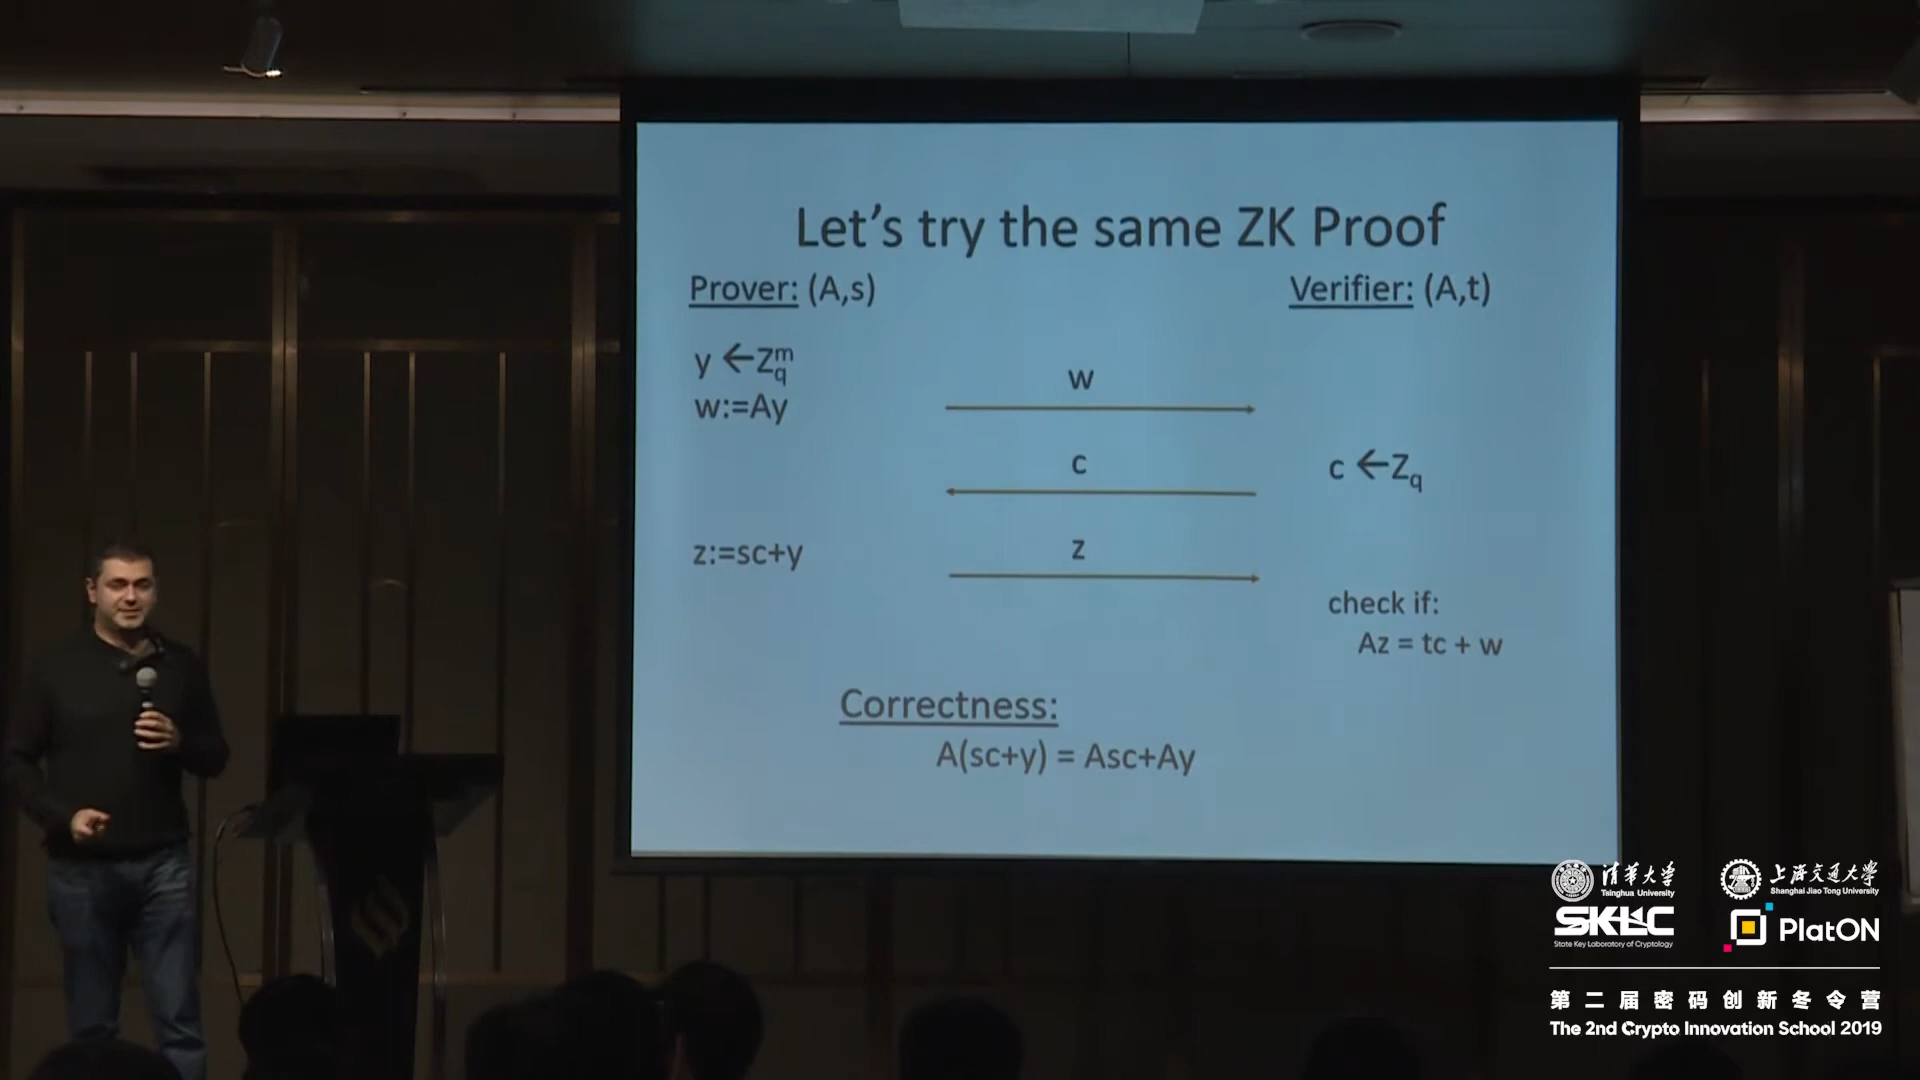 Let's try the same ZK Proof
Prover: (A,s)
Verifier: (A,t)
y ←Z_q^m
w:=Ay
w
c
c ←Z_q
z:=sc+y
z
check if:
Az = tc + w
Correctness:
A(sc+y) = Asc+Ay
清华大学
Tsinghua University
上海交通大学
Shanghai Jiao Tong University
SKLC
State Key Laboratory of Cryptology
PlatON
第二届密码创新冬令营
The 2nd Crypto Innovation School 2019